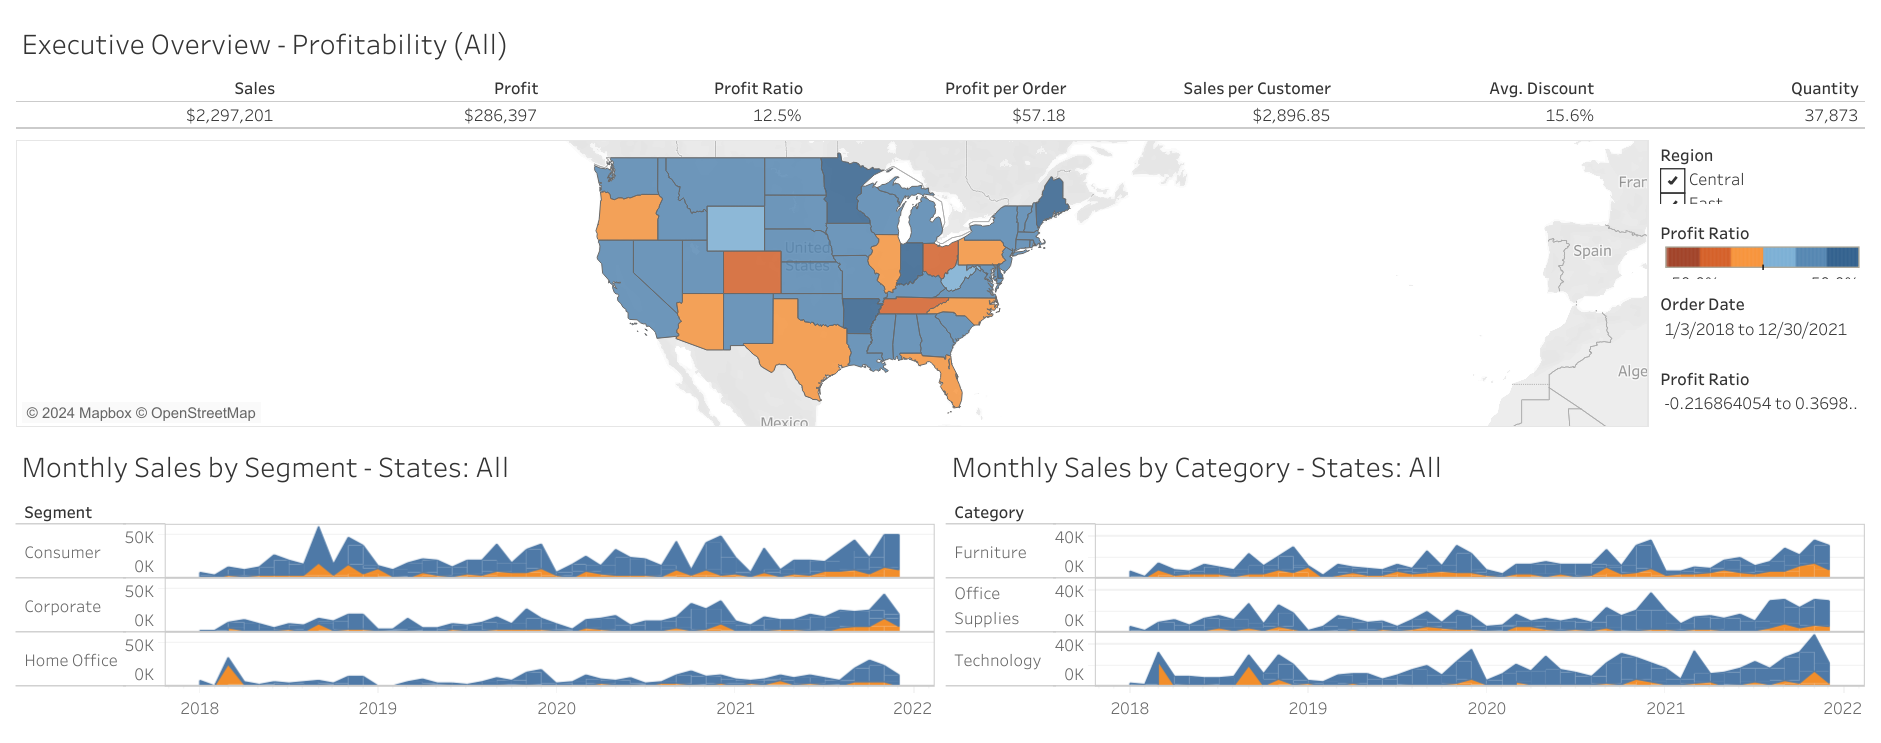 Executive Overview - Profitability (All)
Sales Profit Profit Ratio Profit per Order Sales per Customer Avg. Discount Quantity
$2,297,201 $286,397 12.5% $57.18 $2,896.85 15.6% 37,873
United
States
Mexico
Spain
Fran
Alge
© 2024 Mapbox © OpenStreetMap
Region
Central
East
Profit Ratio
Order Date
1/3/2018 to 12/30/2021
Profit Ratio
-0.216864054 to 0.3698..
Monthly Sales by Segment - States: All
Segment
Consumer
50K
0K
Corporate
50K
0K
Home Office
50K
0K
2018 2019 2020 2021 2022
Monthly Sales by Category - States: All
Category
Furniture
40K
0K
Office
Supplies
40K
0K
Technology
40K
0K
2018 2019 2020 2021 2022